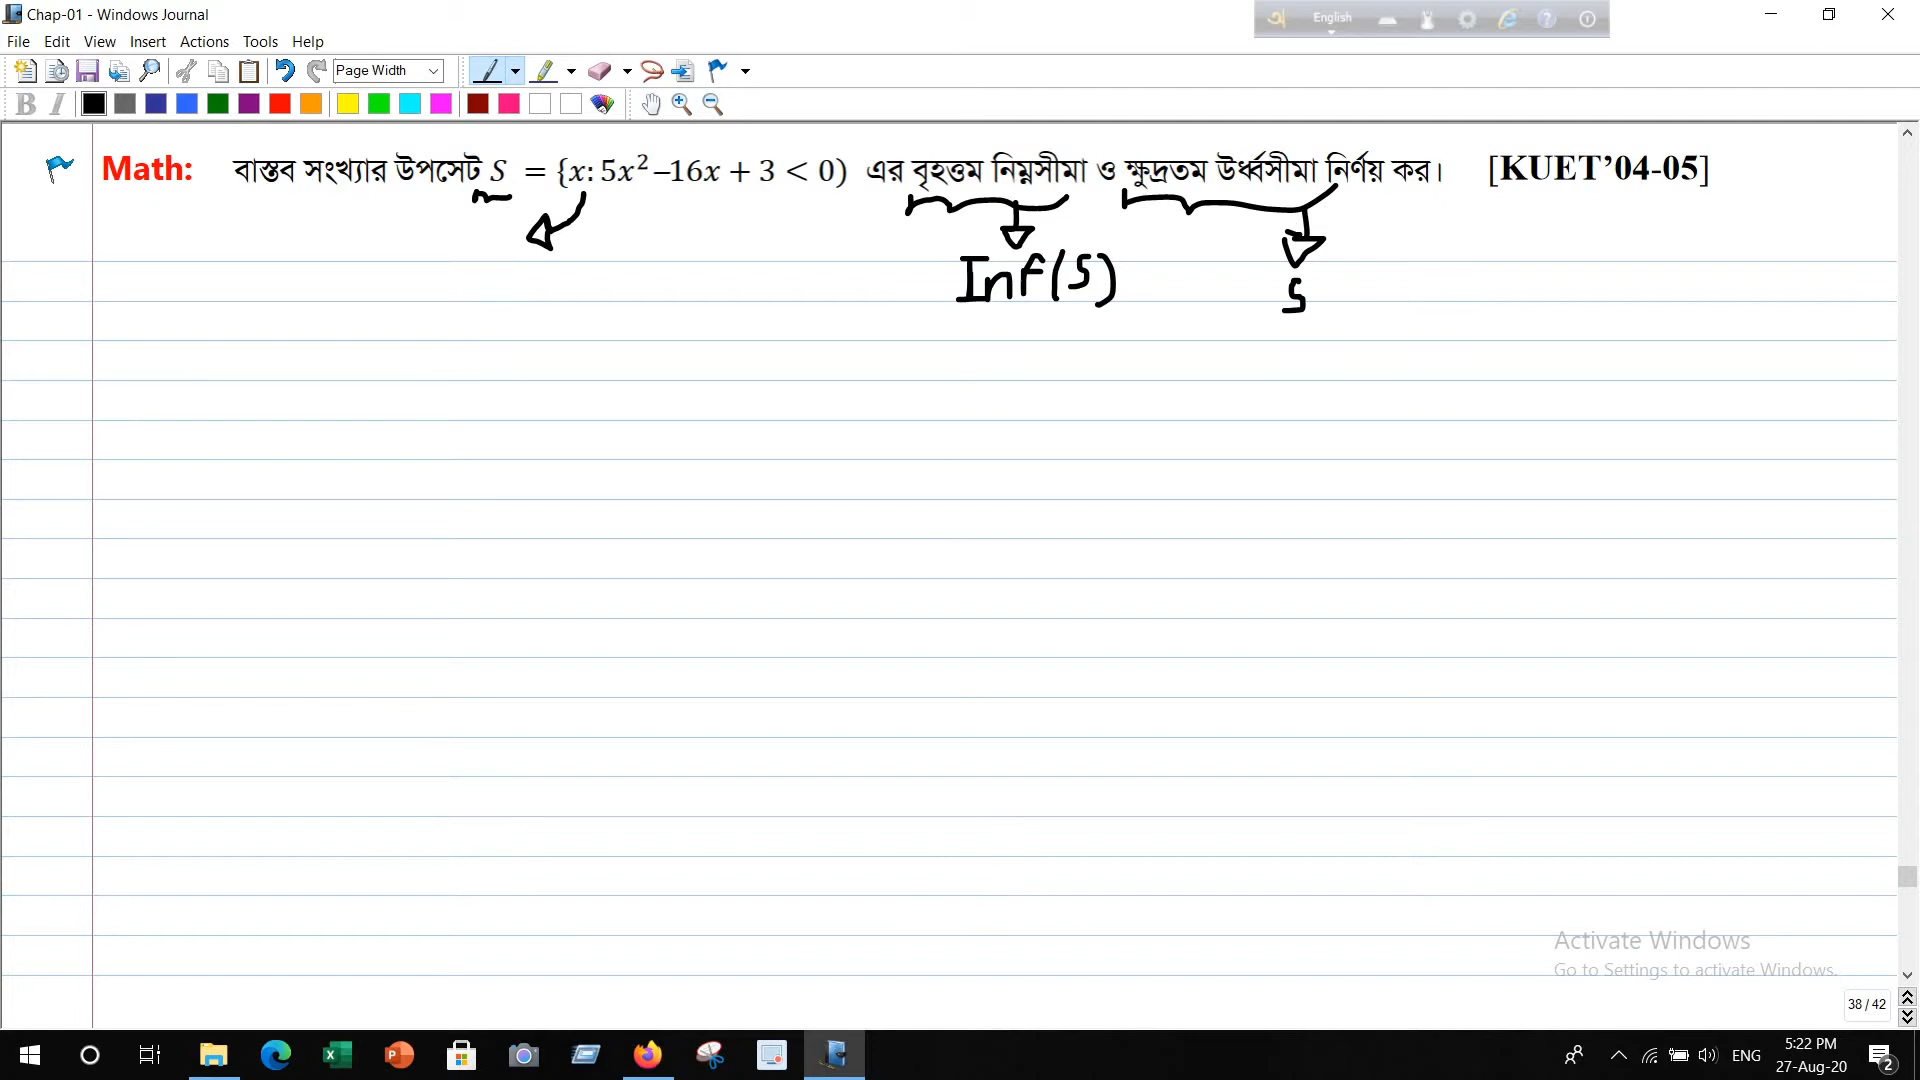 Chap-01 - Windows Journal
English
File Edit View Insert Actions Tools Help
Page Width
B I
Math: বাস্তব সংখ্যার উপসেট S = {x: 5x²–16x + 3 < 0) এর বৃহত্তম নিম্নসীমা ও ক্ষুদ্রতম উর্ধ্বসীমা নির্ণয় কর। [KUET’04-05]
Inf(S) S
Activate Windows
Go to Settings to activate Windows.
38 / 42
ENG 5:22 PM
27-Aug-20 2